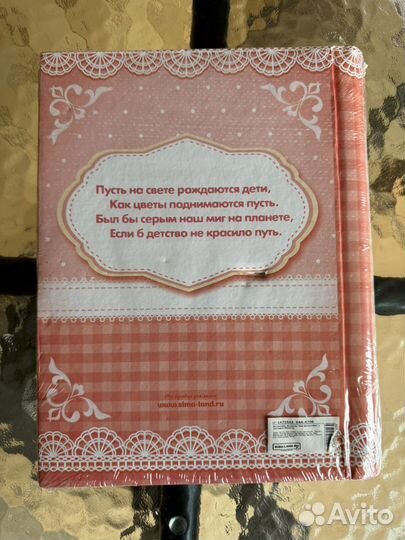 Пусть на свете рождаются дети,
Как цветы поднимаются пусть.
Был бы серым наш миг на планете,
Если б детство не красило путь.
www.sima-land.ru
Avito